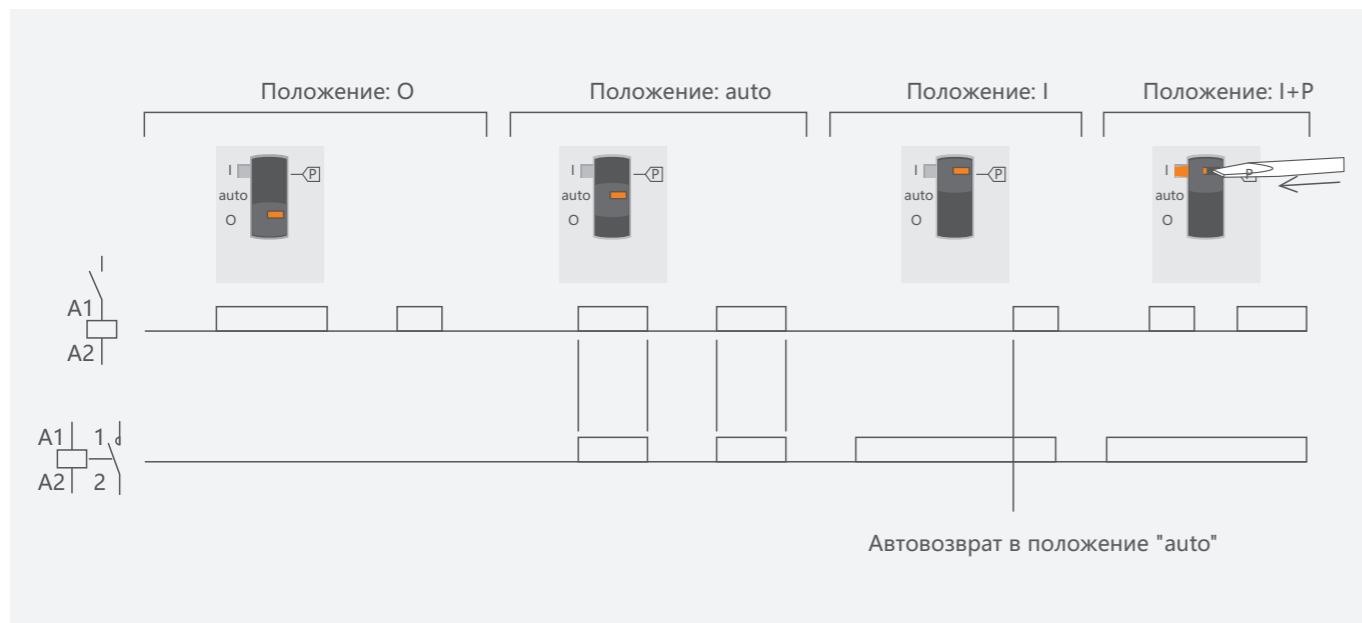 Положение: O
Положение: auto
Положение: I
Положение: I+P
I
P
auto
O
I
P
auto
O
I
P
auto
O
I
P
auto
O
A1
A2
A1
1
A2
2
Автовозврат в положение "auto"